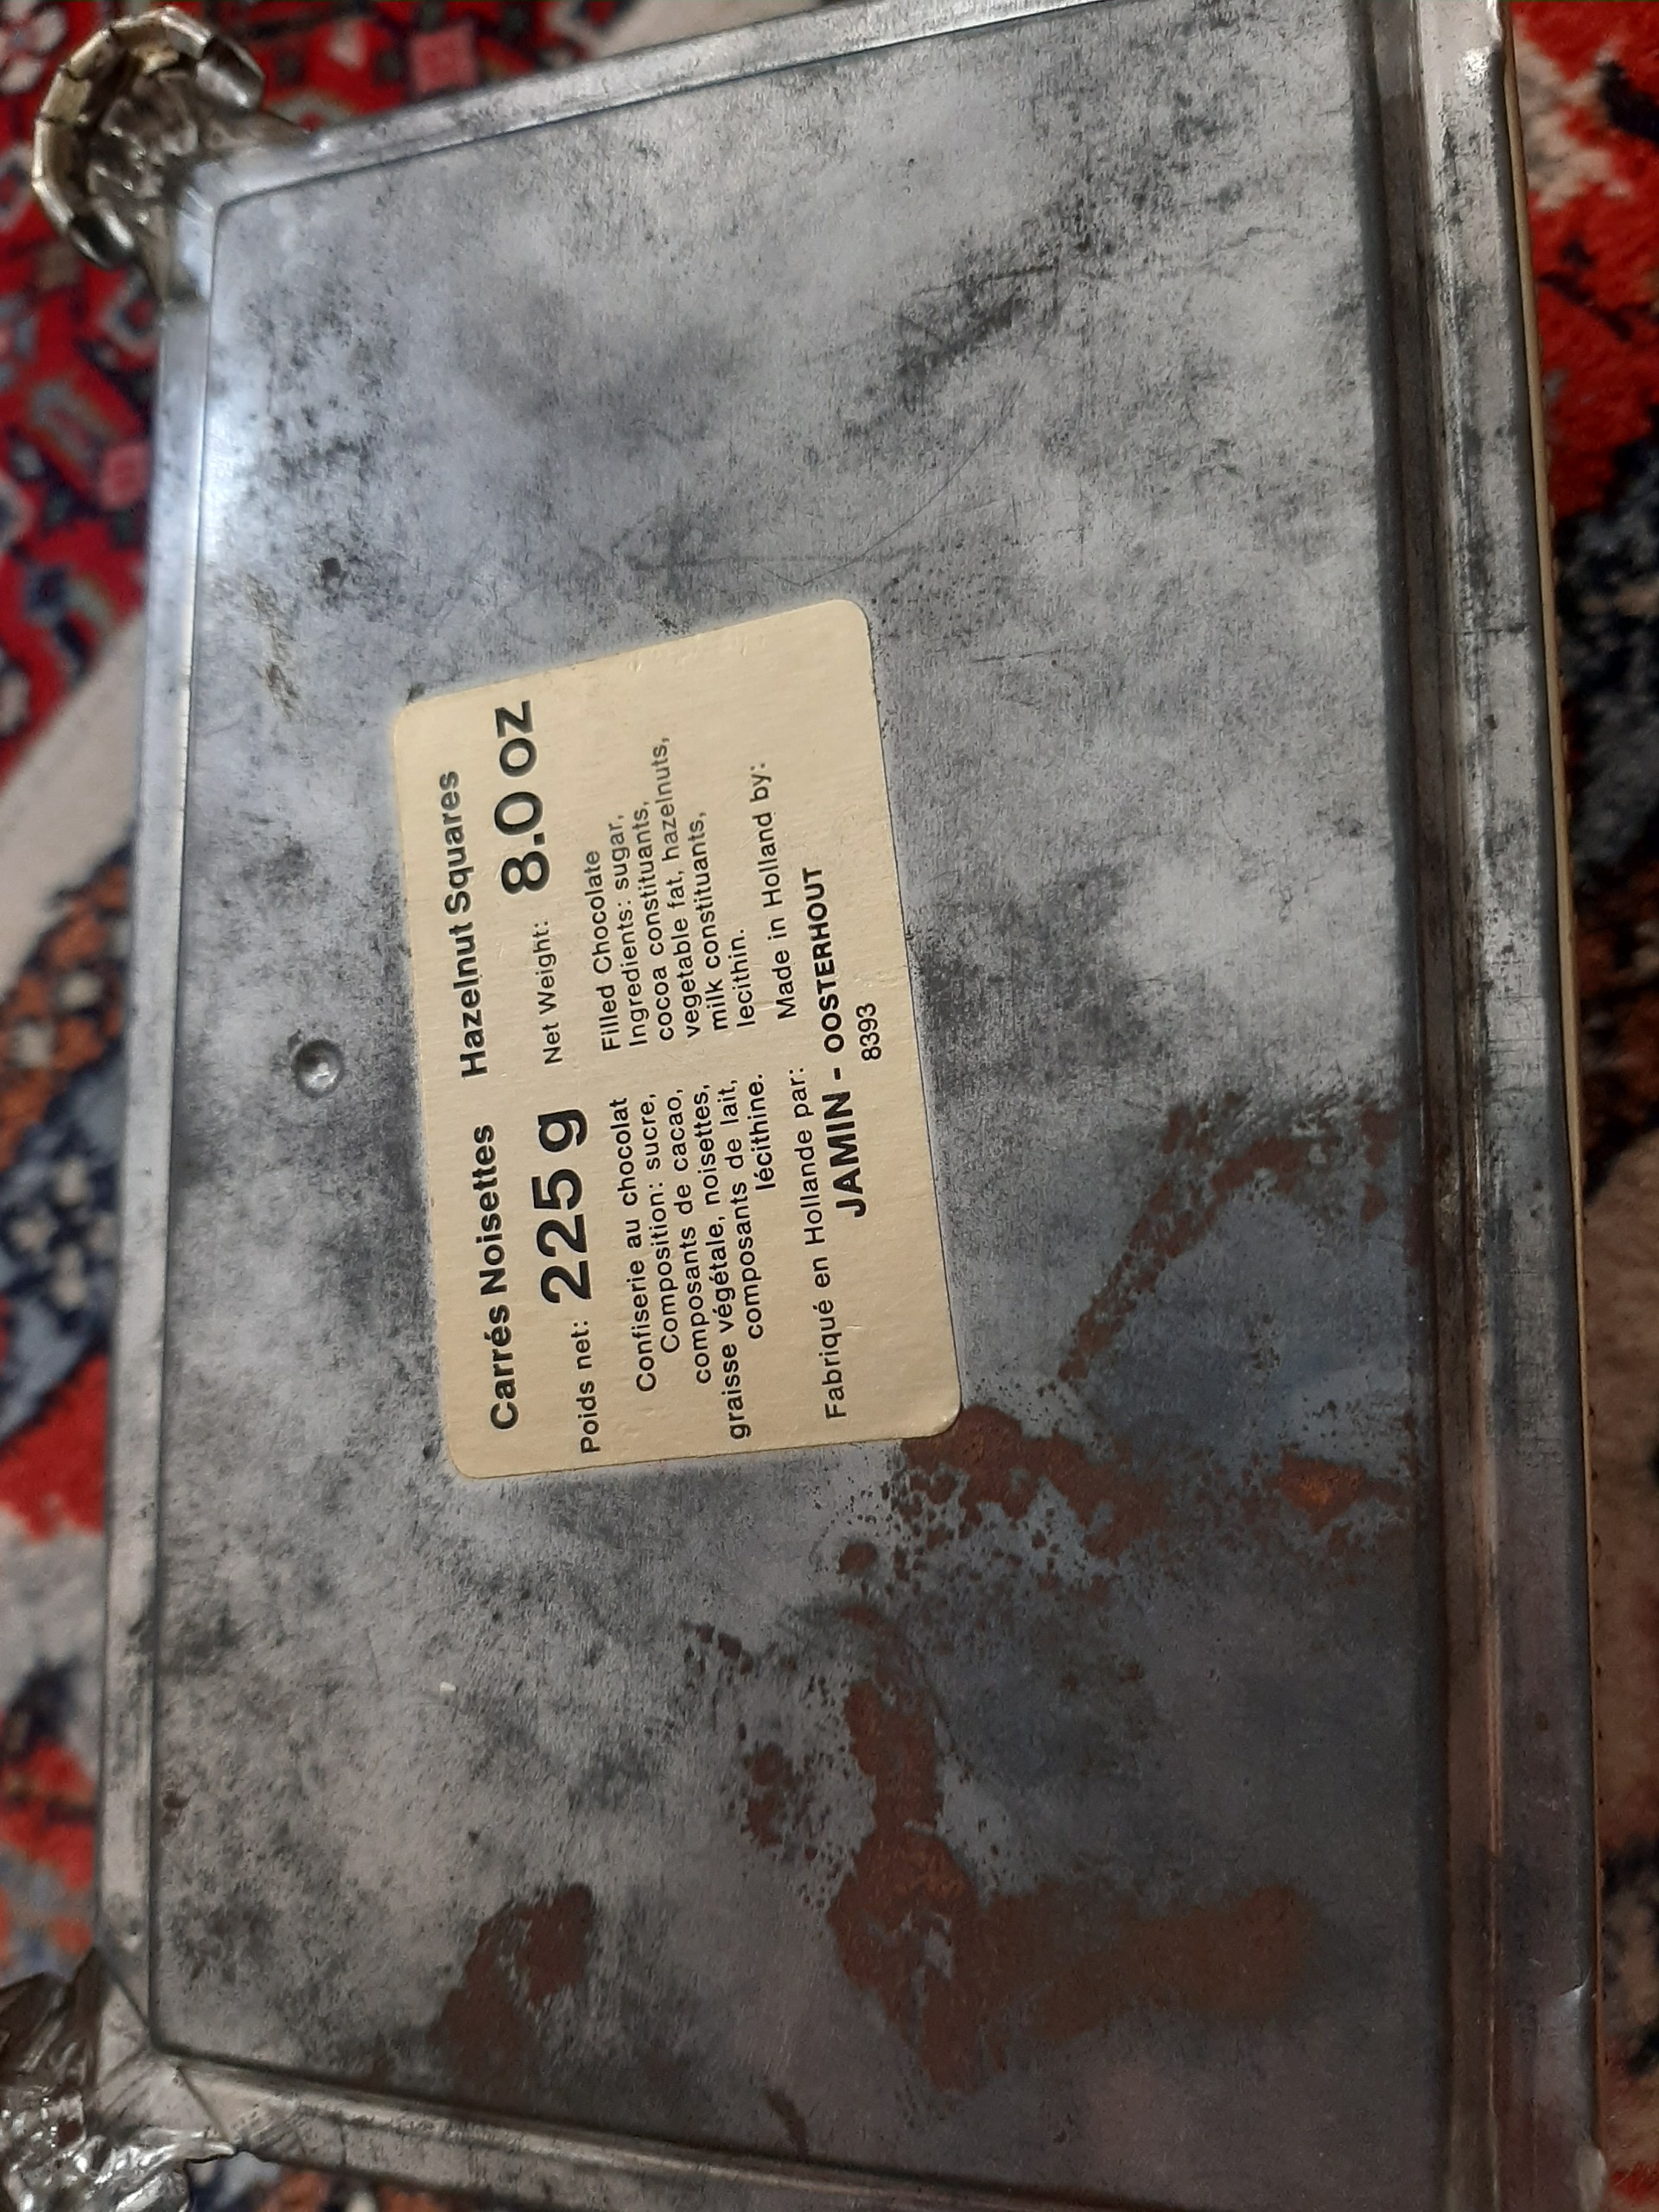 Carrés Noisettes Hazelnut Squares
Poids net: 225 g Net Weight: 8.0 oz
Confiserie au chocolat
Composition: sucre,
composants de cacao,
graisse végétale, noisettes,
composants de lait,
lécithine.
Filled Chocolate
Ingredients: sugar,
cocoa constituants,
vegetable fat, hazelnuts,
milk constituants,
lecithin.
Fabriqué en Hollande par: Made in Holland by:
JAMIN - OOSTERHOUT
8393